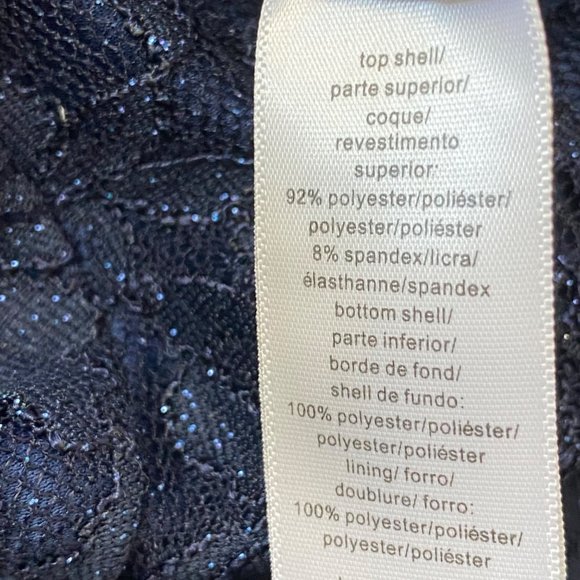 top shell/
parte superior/
coque/
revestimento
superior:
92% polyester/poliéster/
polyester/poliéster
8% spandex/licra/
élasthanne/spandex
bottom shell/
parte inferior/
borde de fond/
shell de fundo:
100% polyester/poliéster/
polyester/poliéster
lining/ forro/
doublure/ forro:
100% polyester/poliéster/
polyester/poliéster